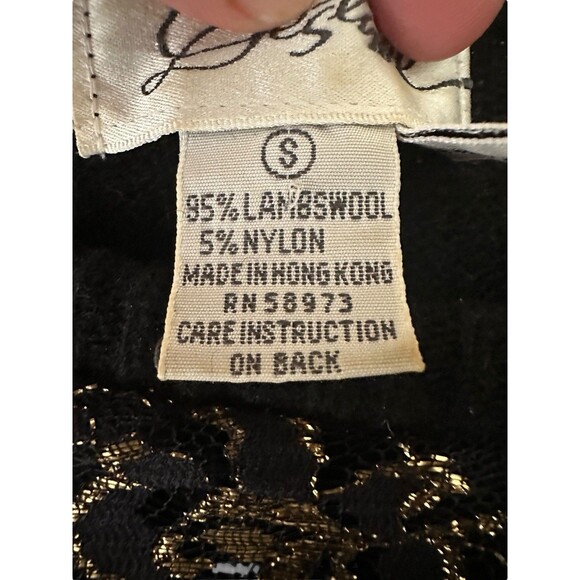 S
95% LAMBSWOOL
5% NYLON
MADE IN HONG KONG
RN 58973
CARE INSTRUCTION
ON BACK